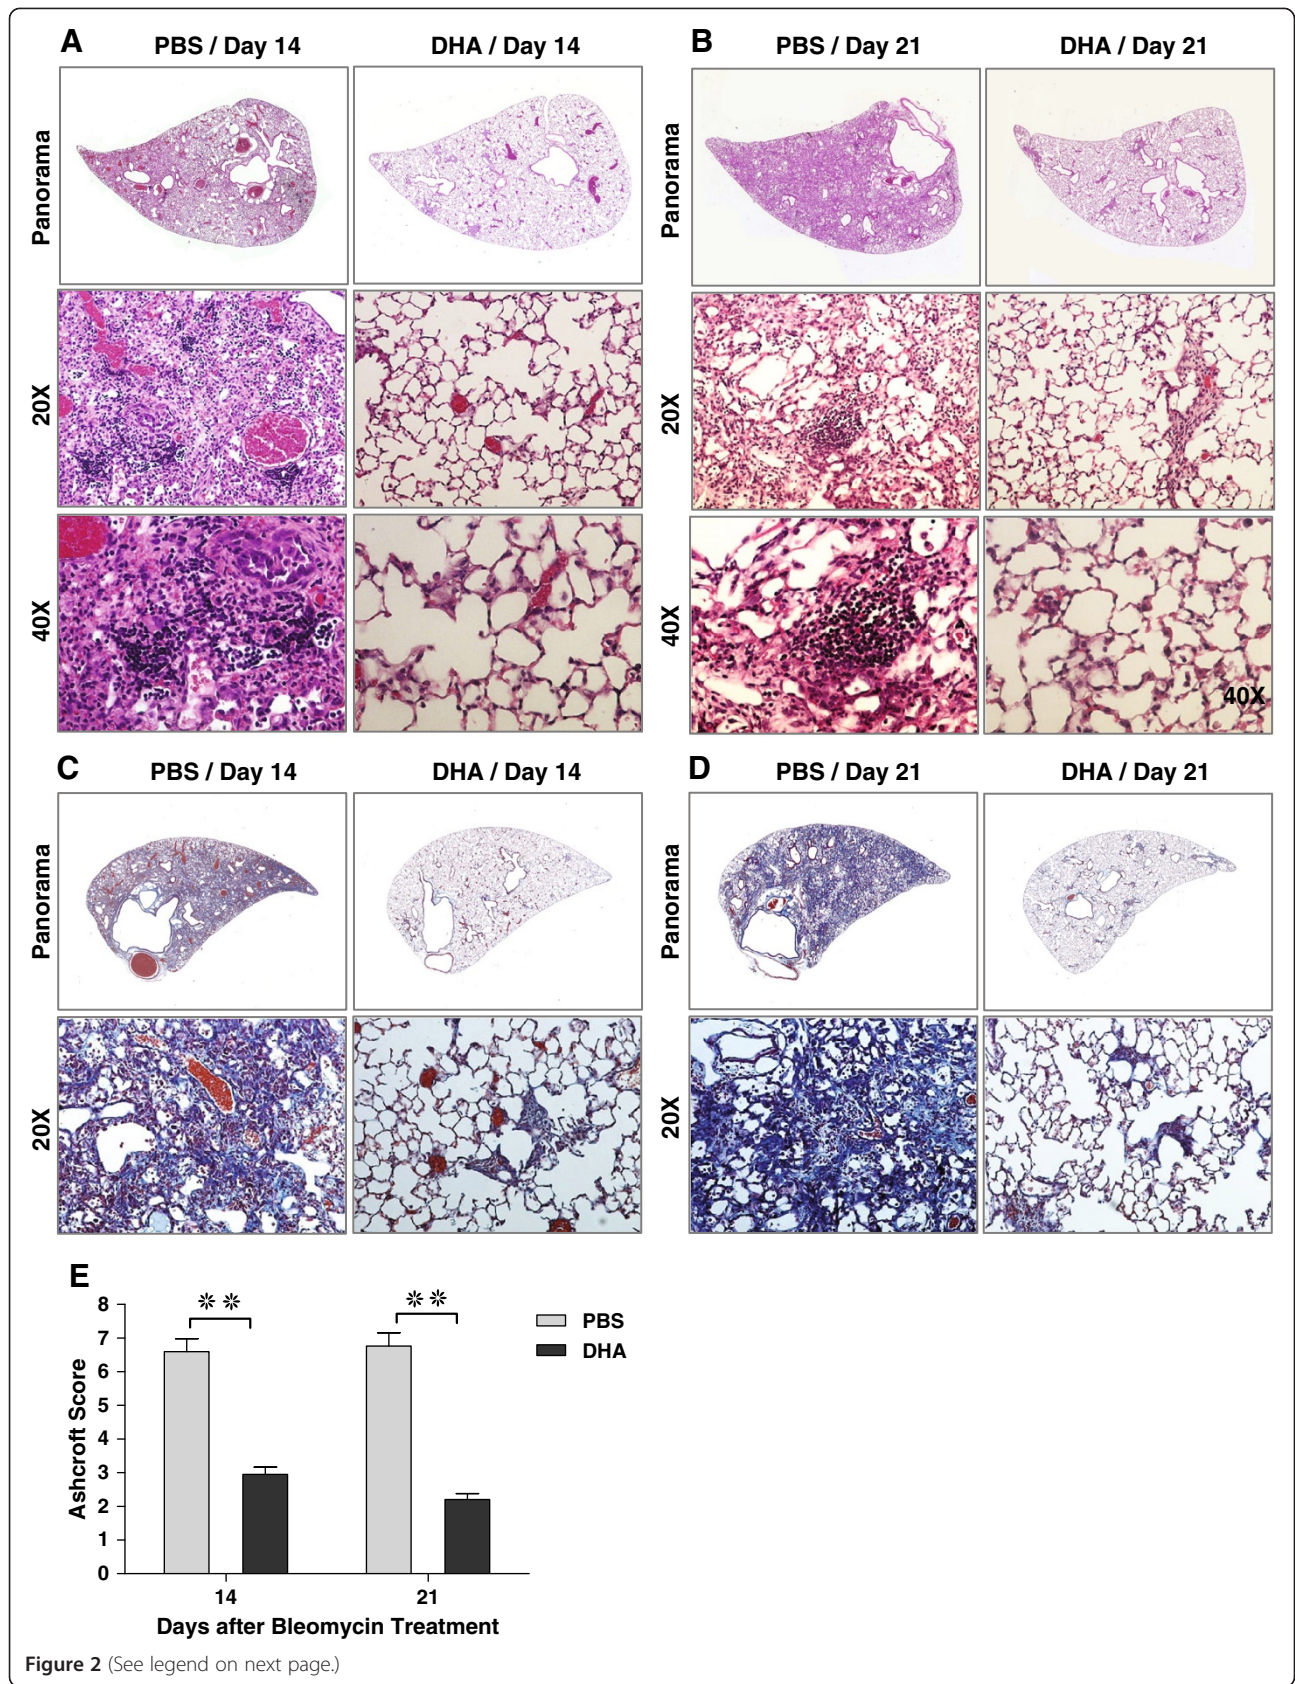 A
PBS / Day 14
DHA / Day 14
Panorama
20X
40X
B
PBS / Day 21
DHA / Day 21
Panorama
20X
40X
40X
C
PBS / Day 14
DHA / Day 14
Panorama
20X
D
PBS / Day 21
DHA / Day 21
Panorama
20X
E
Ashcroft Score
8
7
6
5
4
3
2
1
0
** **
PBS
DHA
14 21
Days after Bleomycin Treatment
Figure 2 (See legend on next page.)